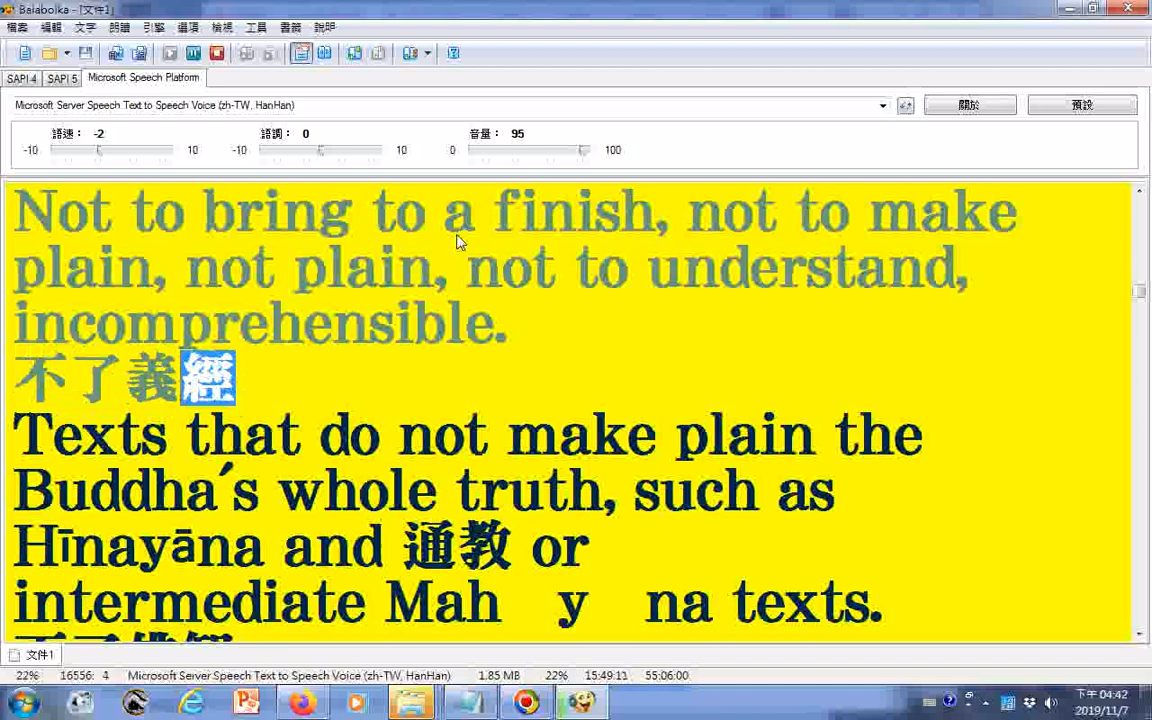 Balabolka - [文件1]
檔案 編輯 文字 朗讀 引擎 選項 檢視 工具 書籤 說明
SAPI 4 SAPI 5 Microsoft Speech Platform
Microsoft Server Speech Text to Speech Voice (zh-TW, HanHan) 關於 預設
語速： -2 語調： 0 音量： 95
-10 10 -10 10 0 100
Not to bring to a finish, not to make
plain, not plain, not to understand,
incomprehensible.
不了義經
Texts that do not make plain the
Buddha's whole truth, such as
Hīnayāna and 通教 or
intermediate Mah y na texts.
文件1
22% 16556: 4 Microsoft Server Speech Text to Speech Voice (zh-TW, HanHan) 1.85 MB 22% 15:49:11 55:06:00
下午 04:42
2019/11/7